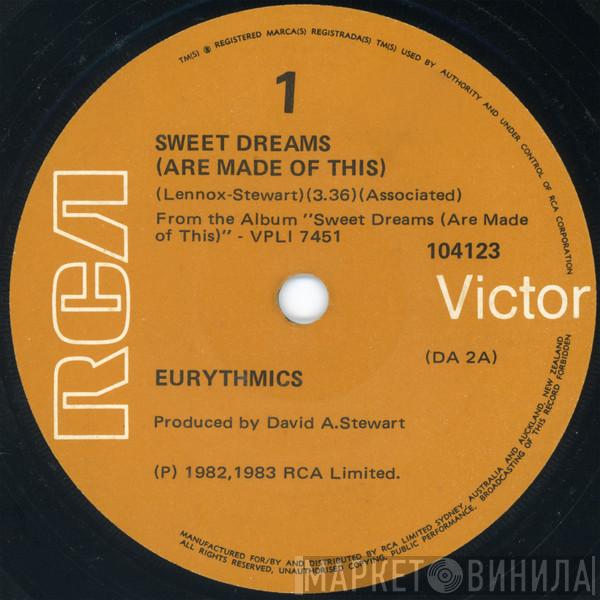 TM(S) ® REGISTERED MARCA(S) REGISTRADA(S) TM(S) USED BY AUTHORITY AND UNDER CONTROL OF RCA CORPORATION
1
SWEET DREAMS
(ARE MADE OF THIS)
(Lennox-Stewart)(3.36)(Associated)
From the Album "Sweet Dreams (Are Made
of This)" - VPLI 7451
104123
RCA
Victor
(DA 2A)
EURYTHMICS
Produced by David A.Stewart
(P) 1982,1983 RCA Limited.
MANUFACTURED FOR/BY AND DISTRIBUTED BY RCA LIMITED SYDNEY, AUSTRALIA AND AUCKLAND, NEW ZEALAND
ALL RIGHTS RESERVED, UNAUTHORISED COPYING, PUBLIC PERFORMANCE, BROADCASTING OF THIS RECORD FORBIDDEN
МАРКЕТ ВИНИЛА